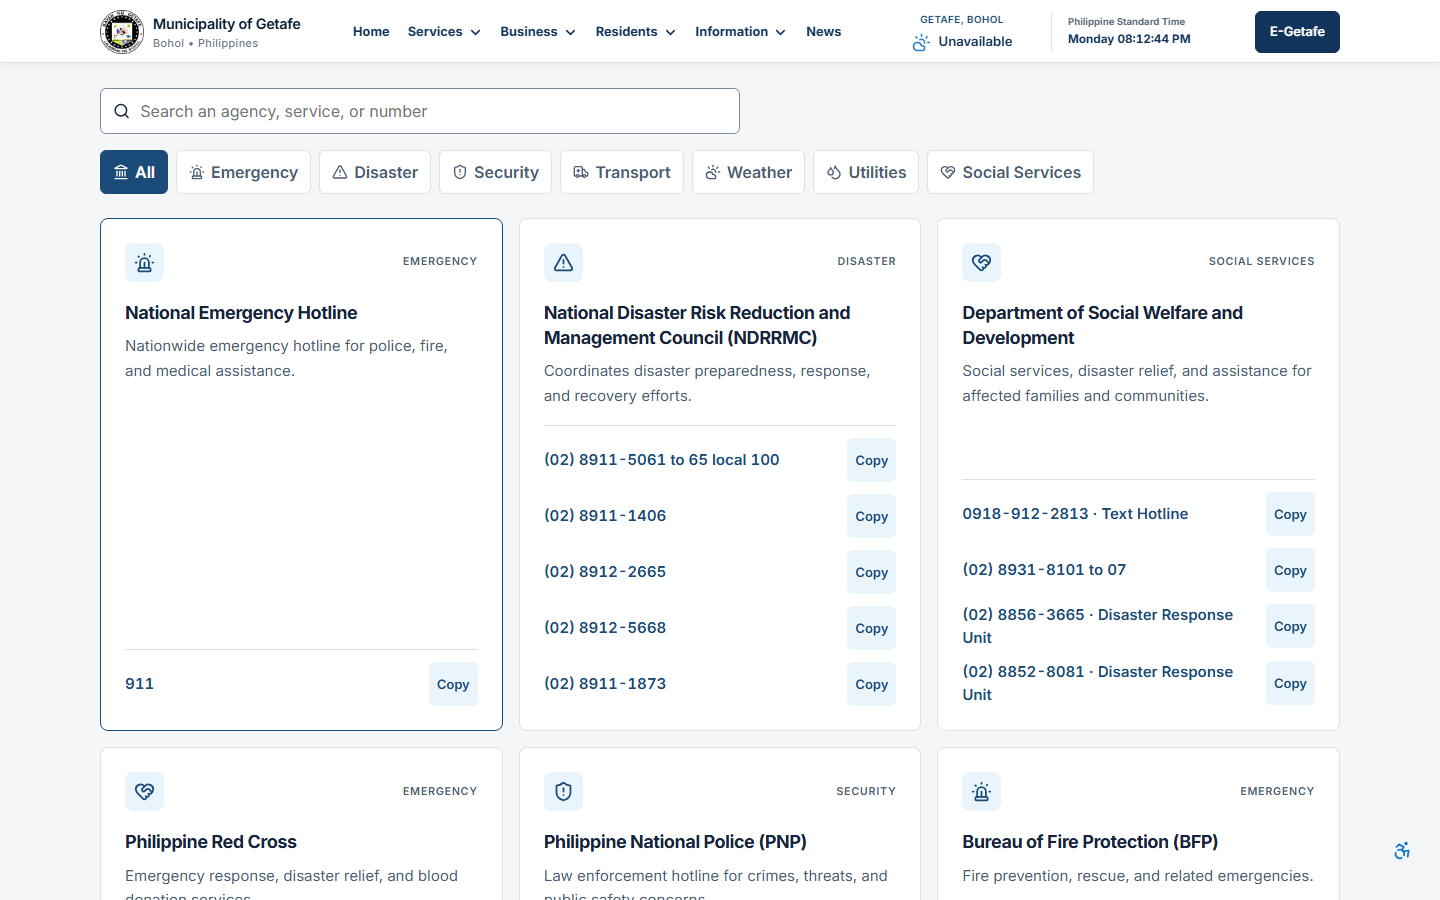 Municipality of Getafe
Bohol • Philippines
Home
Services
Business
Residents
Information
News
GETAFE, BOHOL
Unavailable
Philippine Standard Time
Monday 08:12:44 PM
E-Getafe
Search an agency, service, or number
All
Emergency
Disaster
Security
Transport
Weather
Utilities
Social Services
EMERGENCY
National Emergency Hotline
Nationwide emergency hotline for police, fire,
and medical assistance.
911
Copy
DISASTER
National Disaster Risk Reduction and
Management Council (NDRRMC)
Coordinates disaster preparedness, response,
and recovery efforts.
(02) 8911-5061 to 65 local 100
Copy
(02) 8911-1406
Copy
(02) 8912-2665
Copy
(02) 8912-5668
Copy
(02) 8911-1873
Copy
SOCIAL SERVICES
Department of Social Welfare and
Development
Social services, disaster relief, and assistance for
affected families and communities.
0918-912-2813 · Text Hotline
Copy
(02) 8931-8101 to 07
Copy
(02) 8856-3665 · Disaster Response
Unit
Copy
(02) 8852-8081 · Disaster Response
Unit
Copy
EMERGENCY
Philippine Red Cross
Emergency response, disaster relief, and blood
donation services.
SECURITY
Philippine National Police (PNP)
Law enforcement hotline for crimes, threats, and
public safety concerns.
EMERGENCY
Bureau of Fire Protection (BFP)
Fire prevention, rescue, and related emergencies.